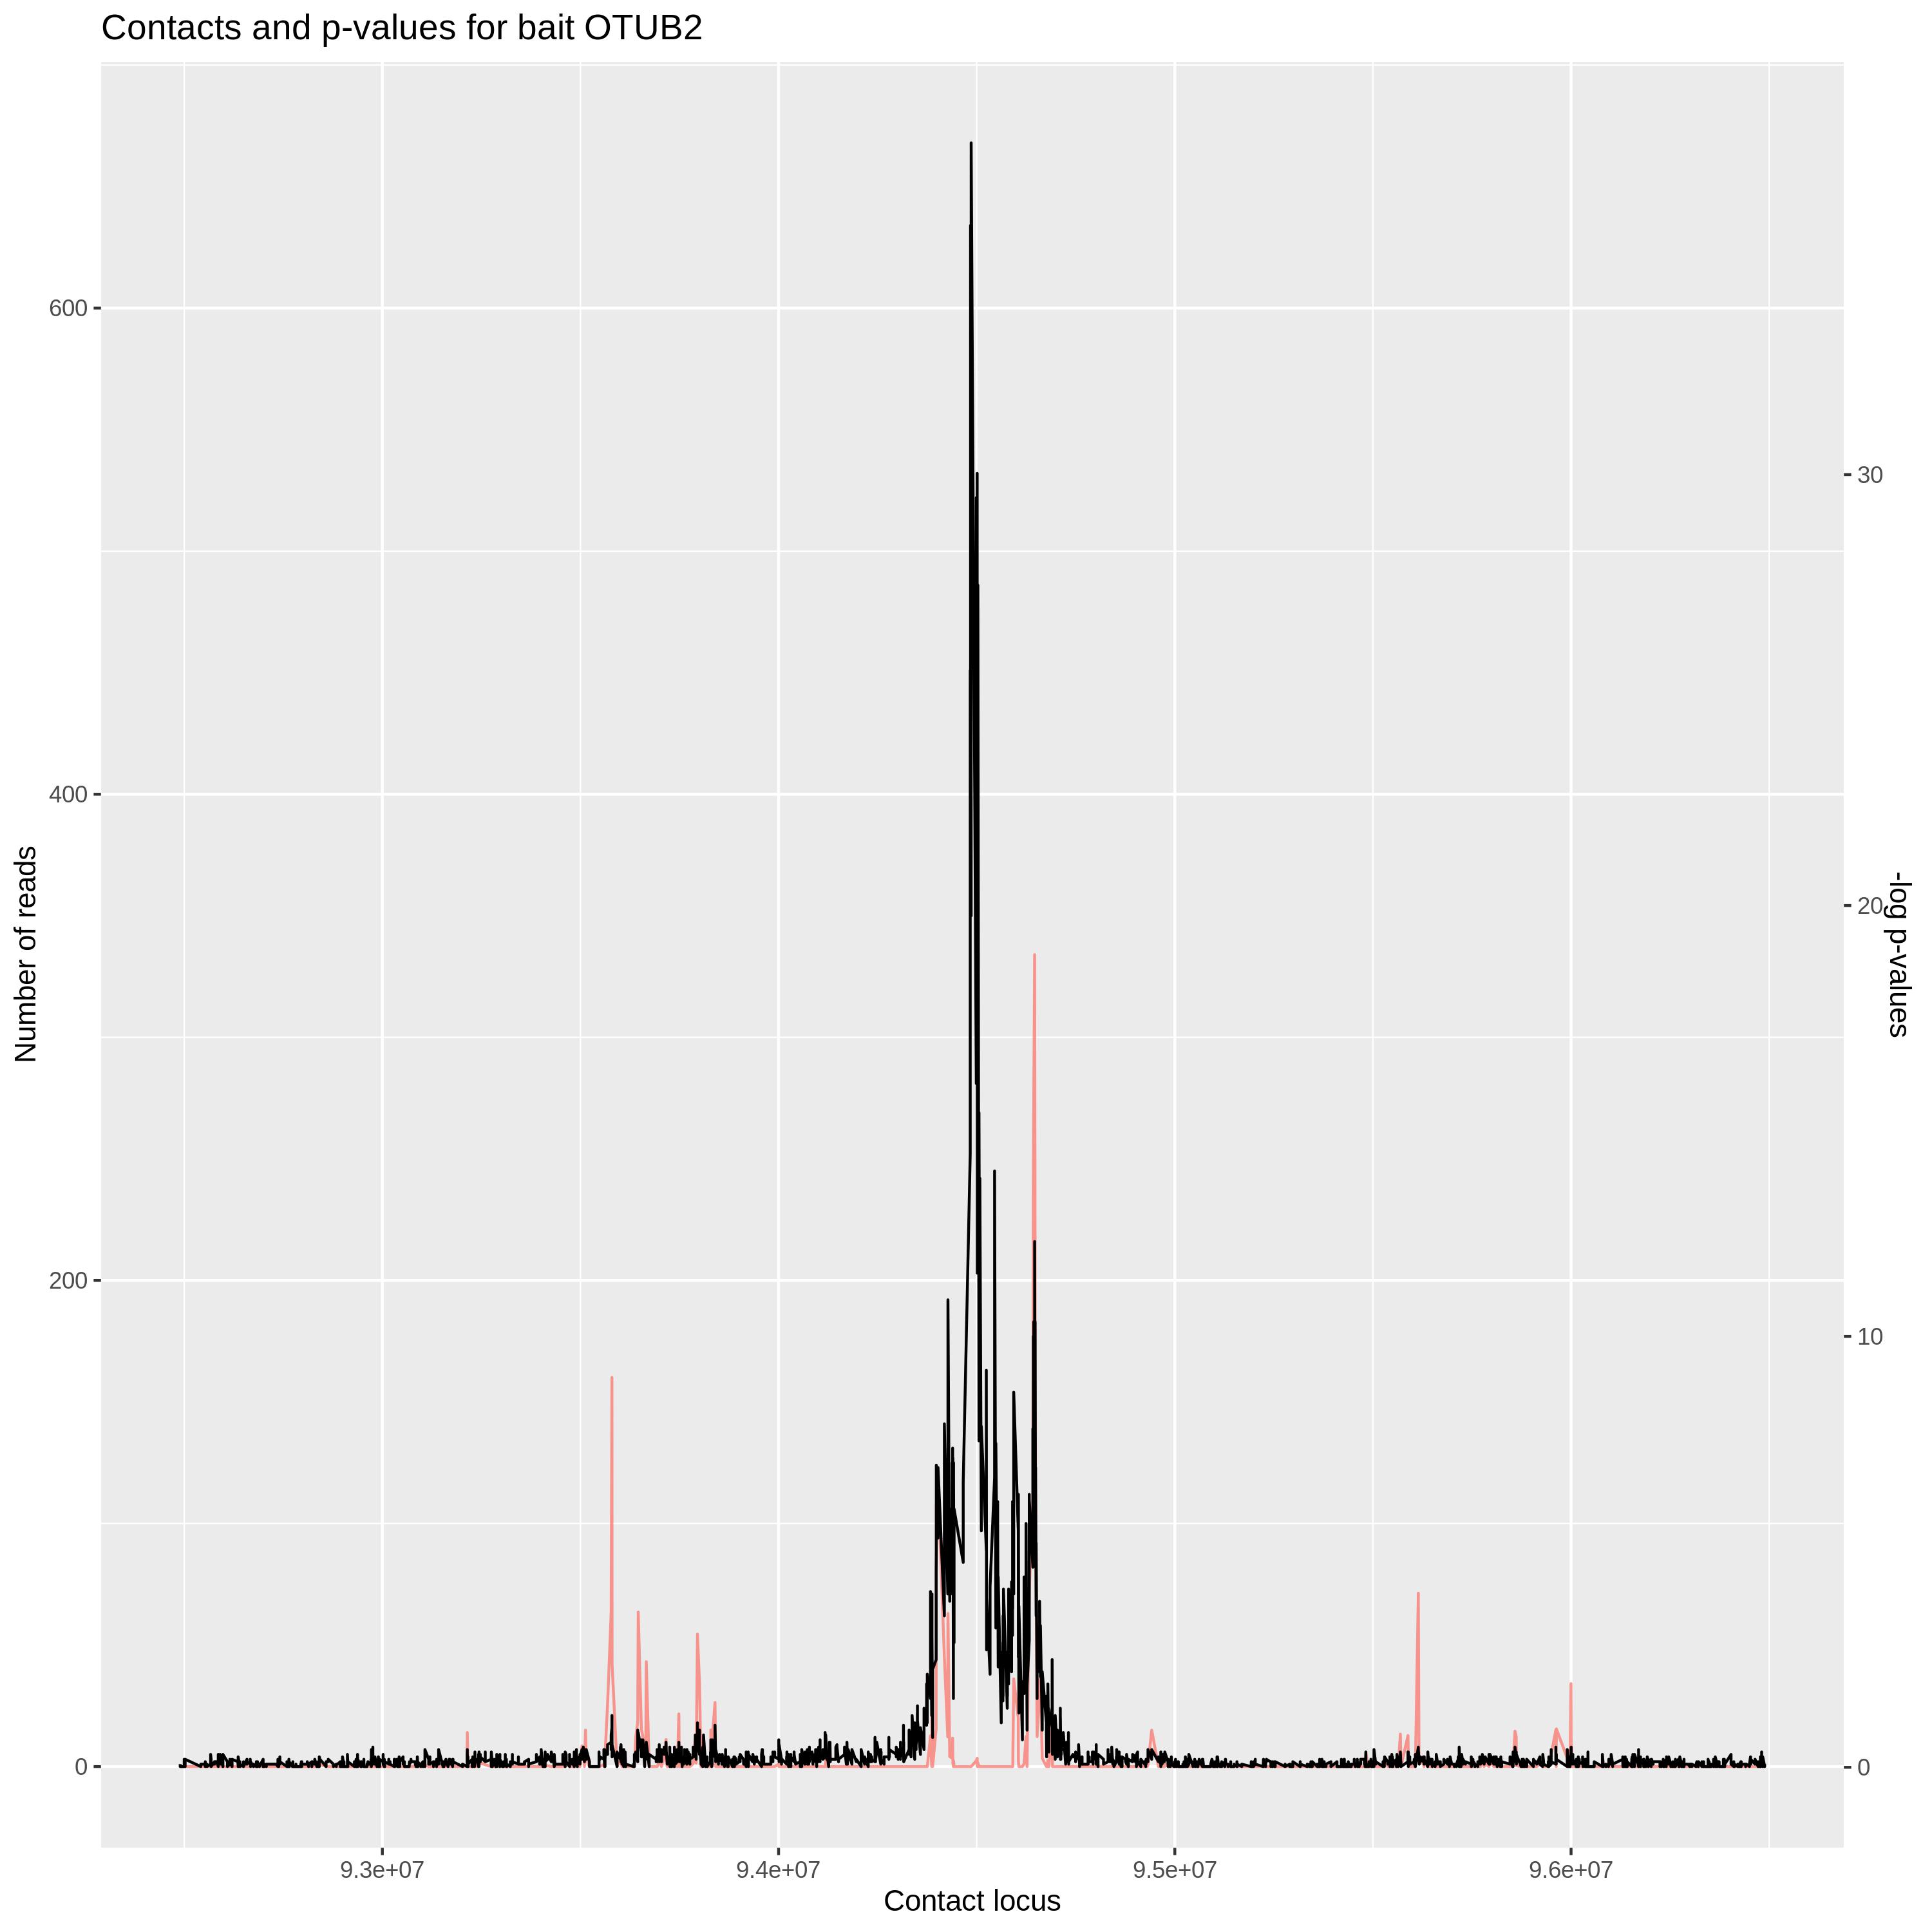 Contacts and p-values for bait OTUB2
600
400
200
0
Number of reads
30
20
10
0
-log p-values
9.3e+07
9.4e+07
9.5e+07
9.6e+07
Contact locus